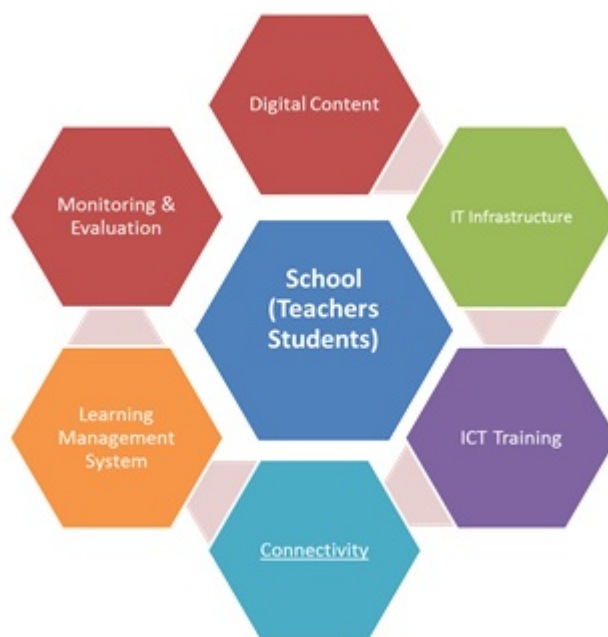 Digital Content
Monitoring &
Evaluation
IT Infrastructure
School
(Teachers
Students)
Learning
Management
System
ICT Training
Connectivity